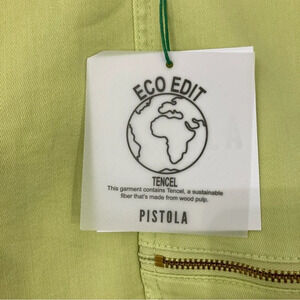 ECO EDIT
TENCEL
This garment contains Tencel, a sustainable
fiber that's made from wood pulp.
PISTOLA